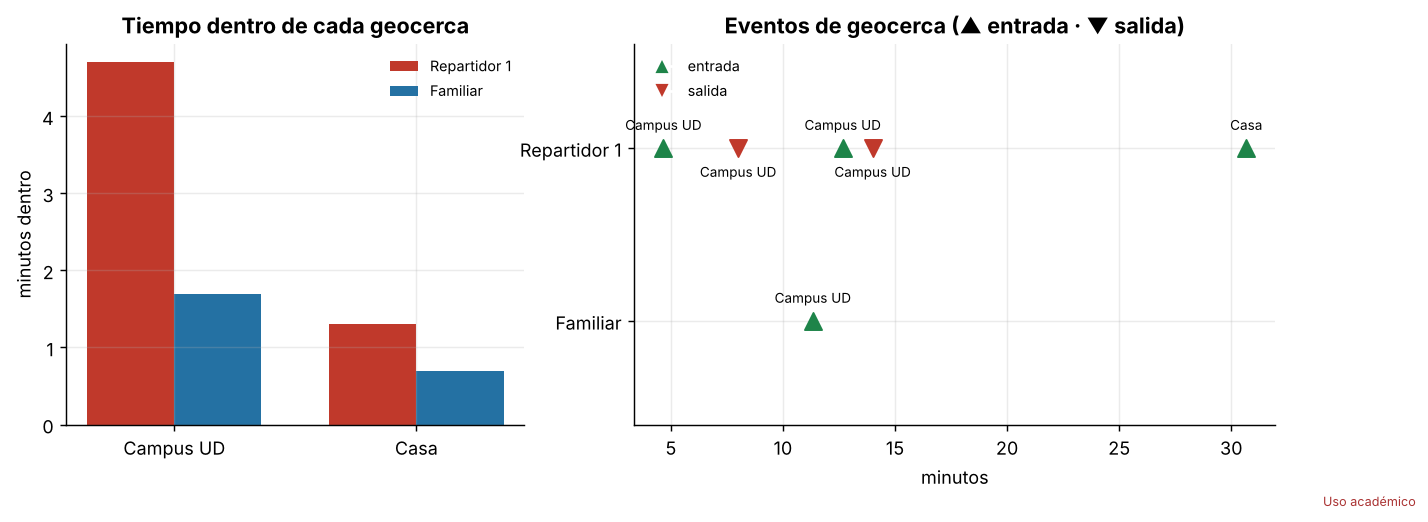 Tiempo dentro de cada geocerca
minutos dentro
4
3
2
1
0
Campus UD
Casa
Repartidor 1
Familiar
Eventos de geocerca (▲ entrada · ▼ salida)
entrada
salida
Campus UD
Campus UD
Casa
Repartidor 1
Campus UD
Campus UD
Campus UD
Familiar
5
10
15
20
25
30
minutos
Uso académico